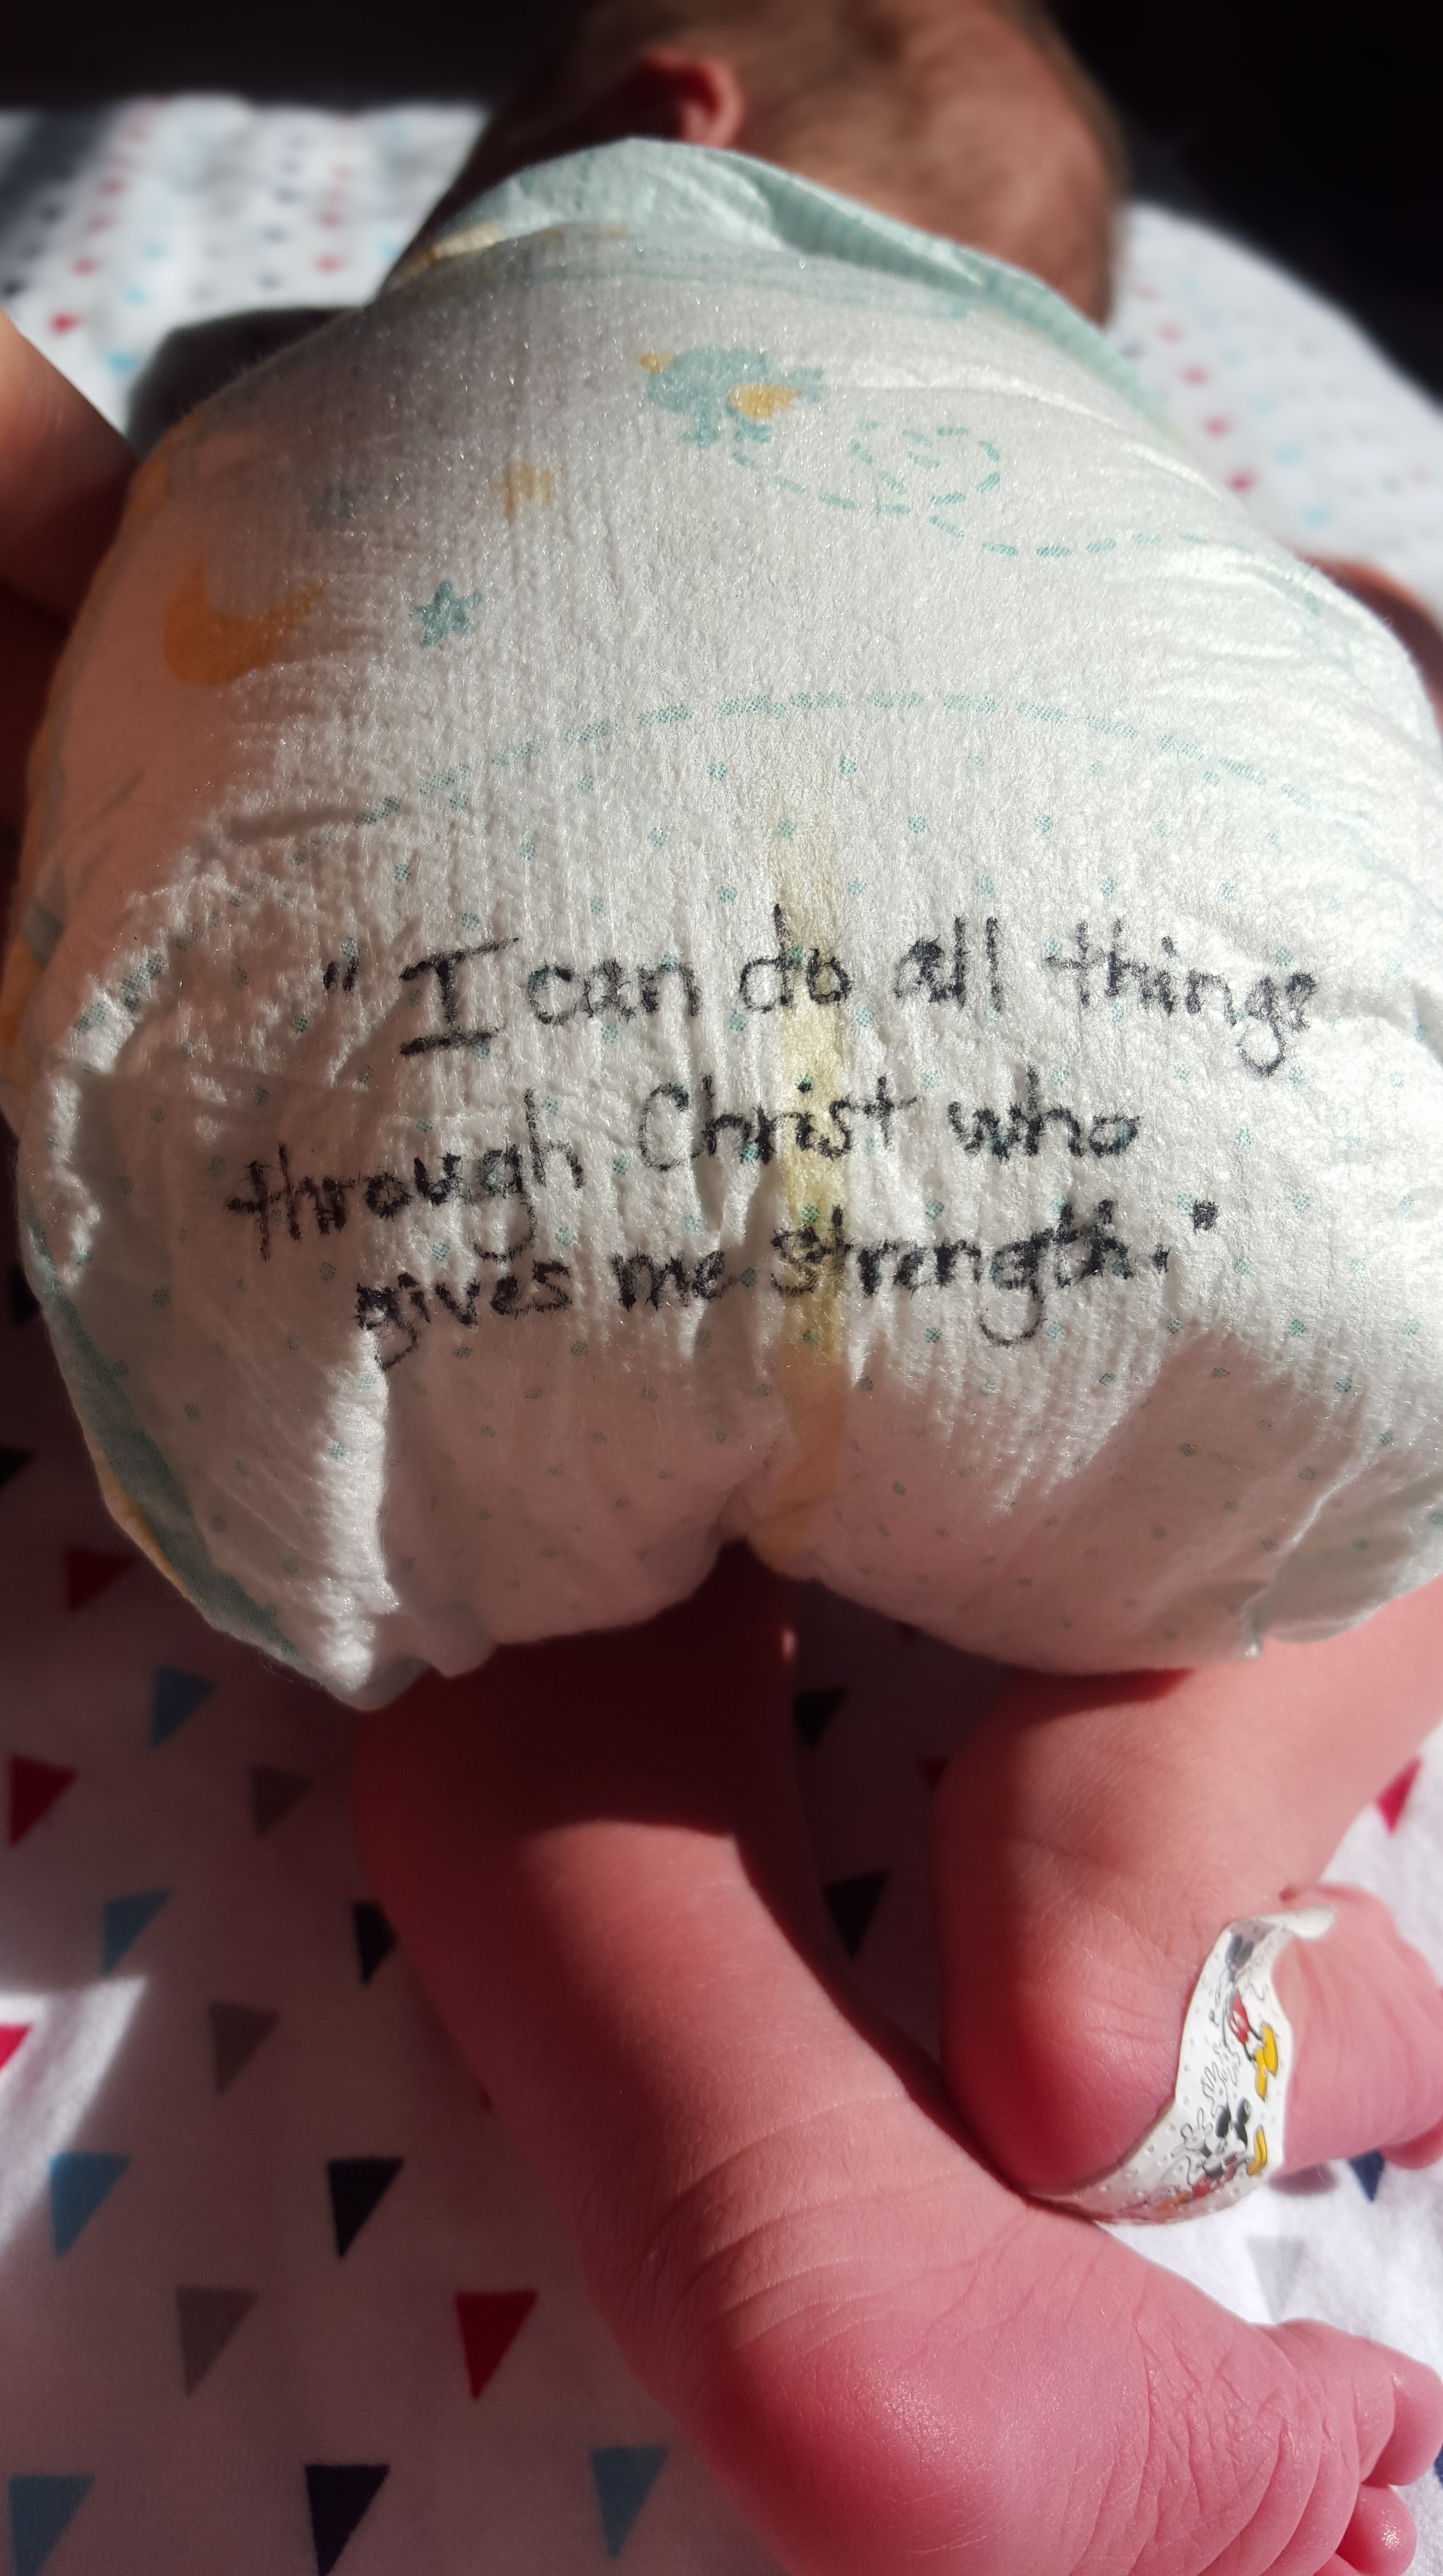 " I can do all things
through Christ who
gives me strength."